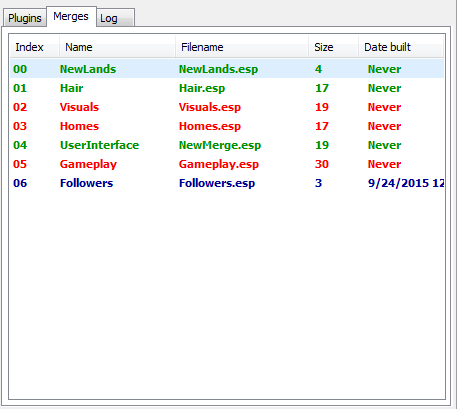 Plugins Merges Log
Index Name Filename Size Date built
00 NewLands NewLands.esp 4 Never
01 Hair Hair.esp 17 Never
02 Visuals Visuals.esp 19 Never
03 Homes Homes.esp 17 Never
04 UserInterface NewMerge.esp 19 Never
05 Gameplay Gameplay.esp 30 Never
06 Followers Followers.esp 3 9/24/2015 12